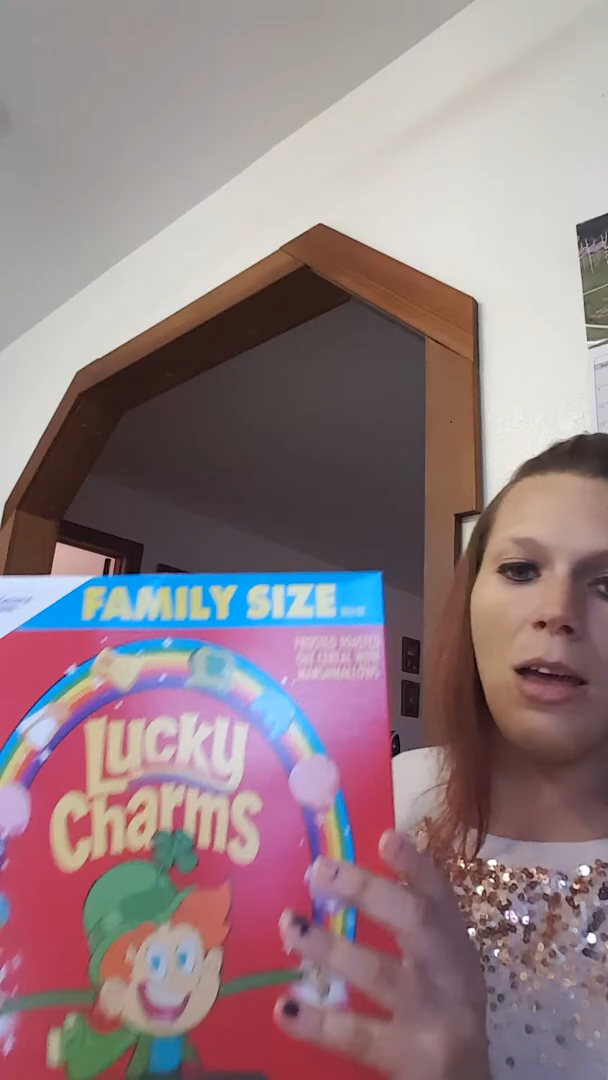 FAMILY SIZE
FROSTED TOASTED
OAT CEREAL WITH
MARSHMALLOWS
Lucky
Charms